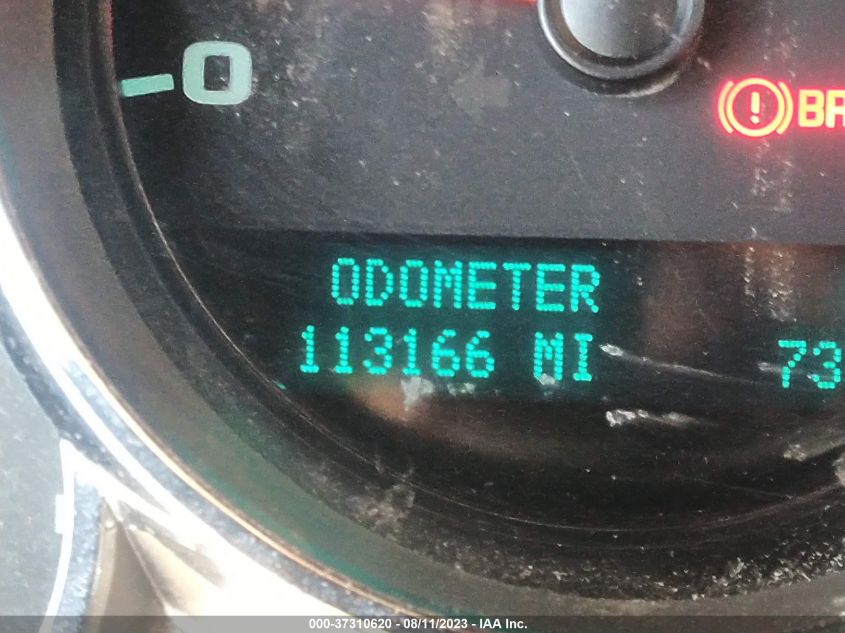 0
BR
ODOMETER
113166 MI 73
000-37310620 - 08/11/2023 - IAA Inc.